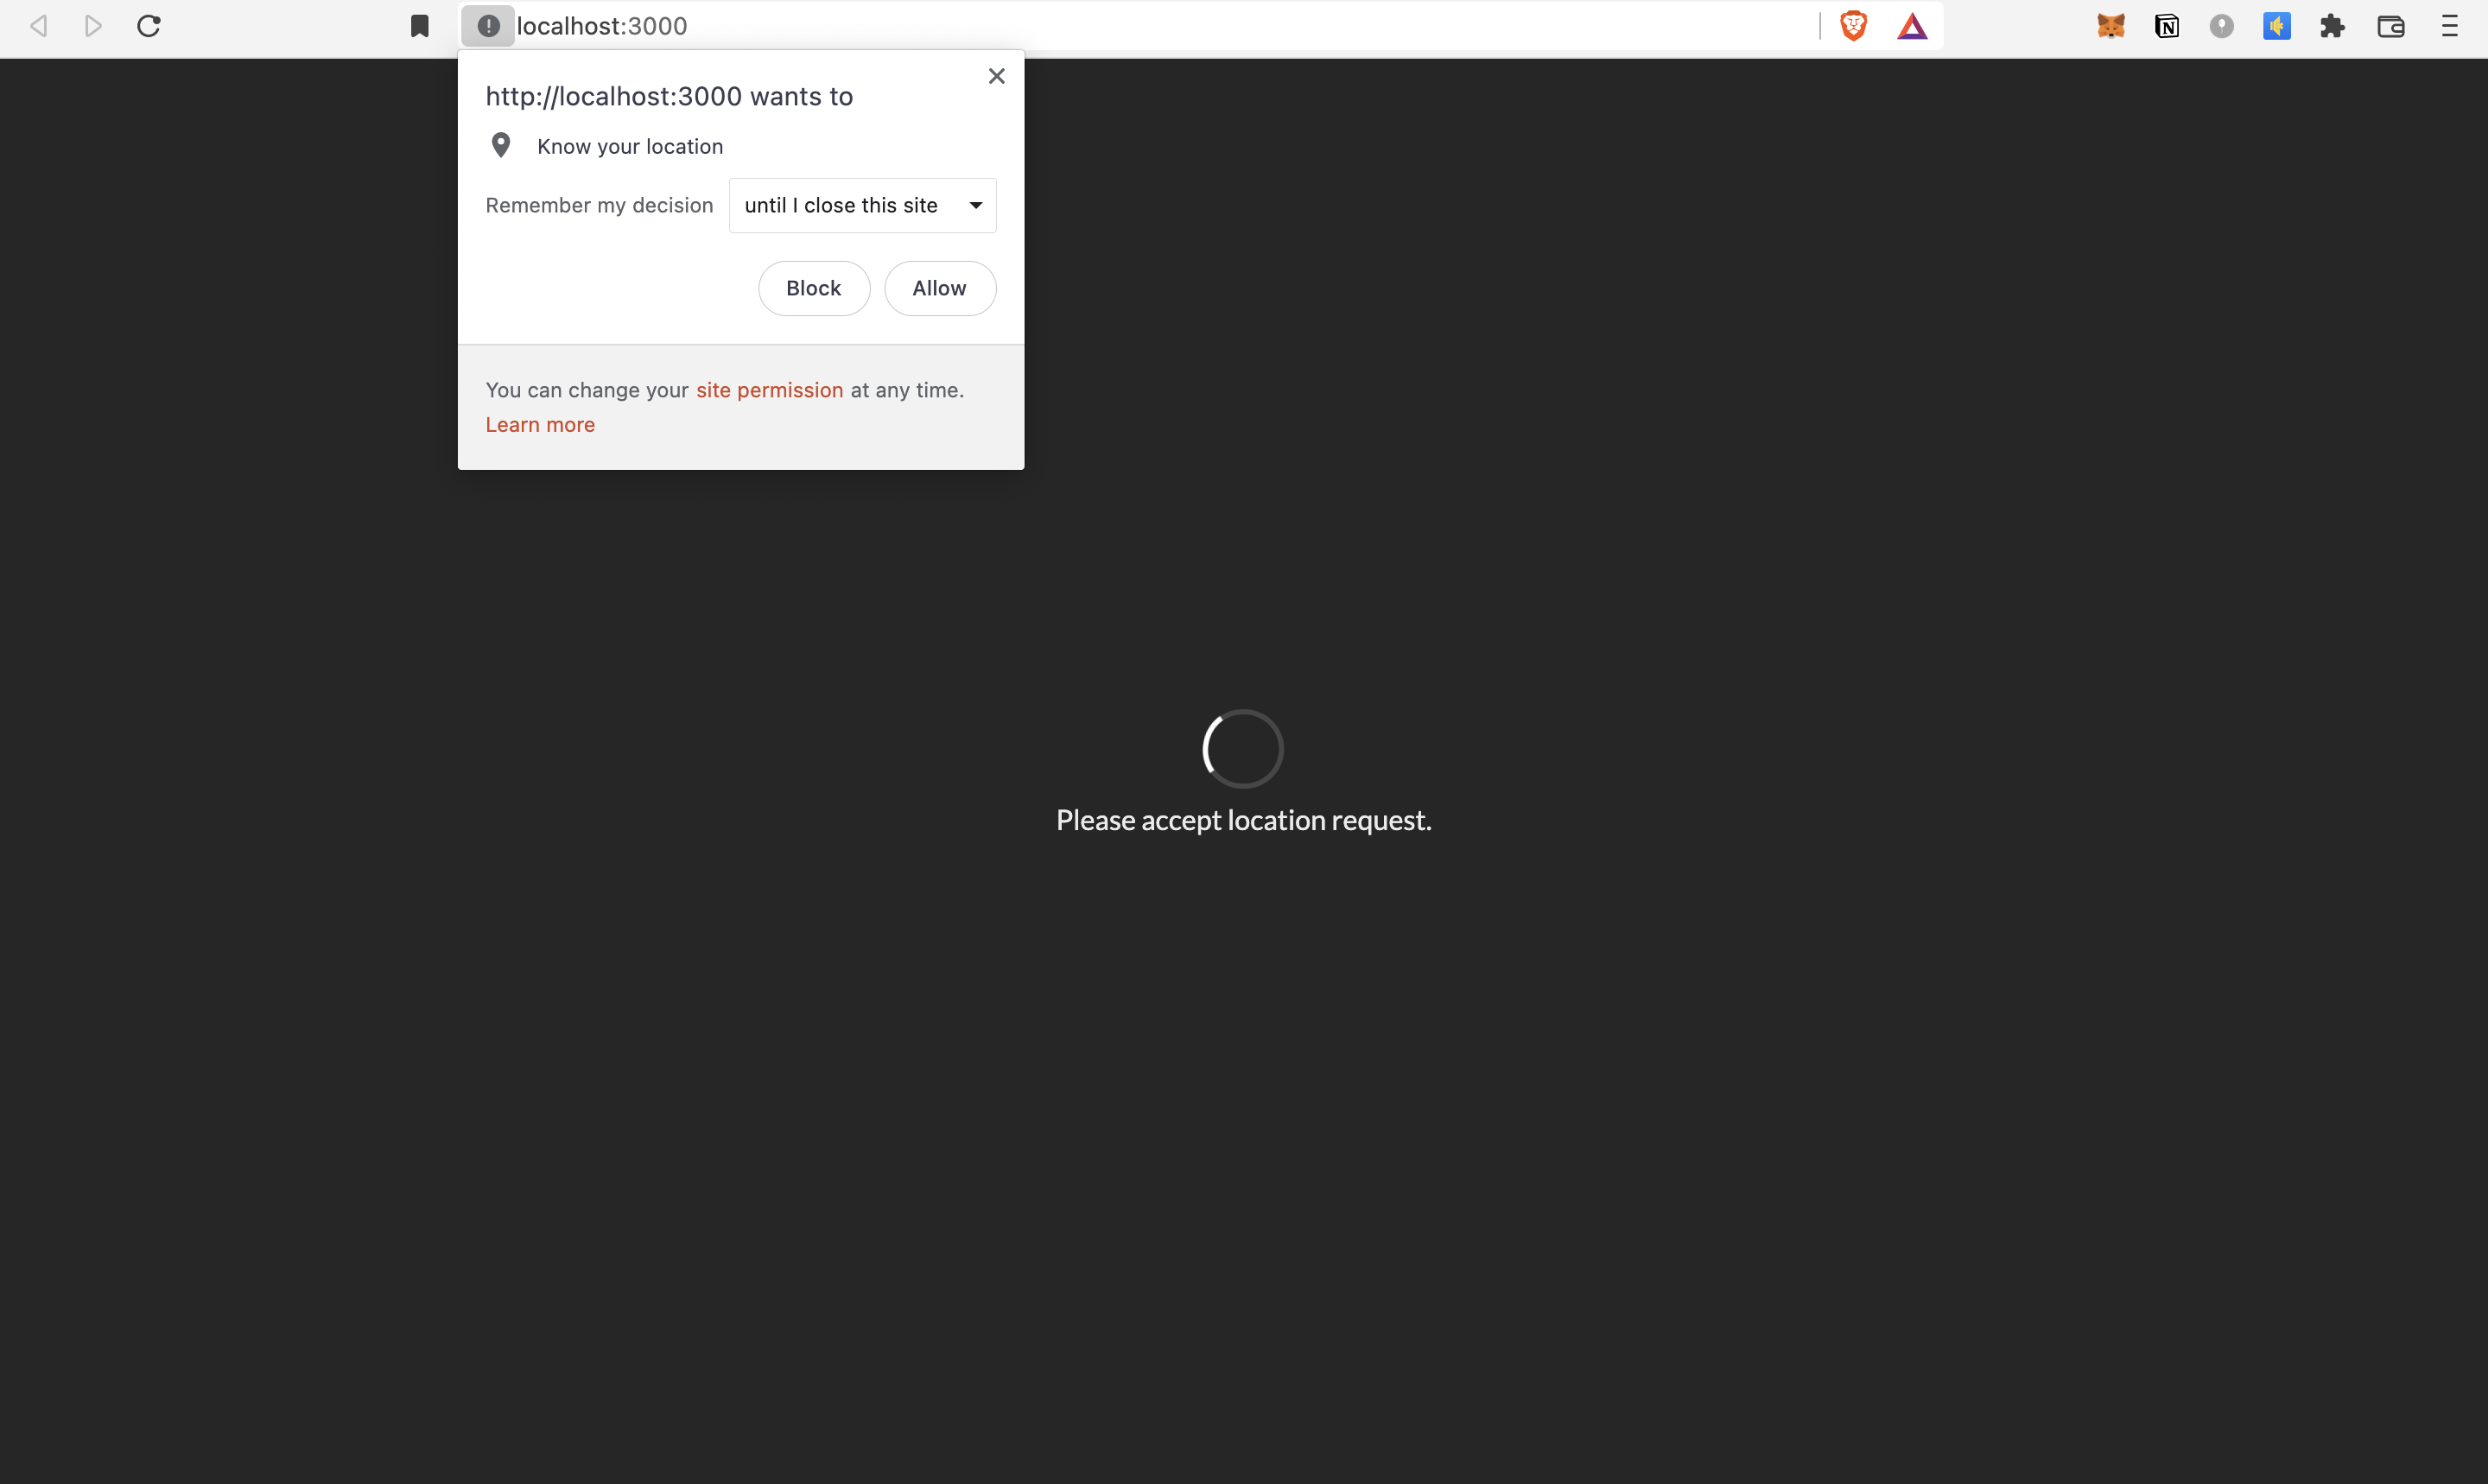 localhost:3000
http://localhost:3000 wants to
Know your location
Remember my decision until I close this site
Block Allow
You can change your site permission at any time.
Learn more
Please accept location request.